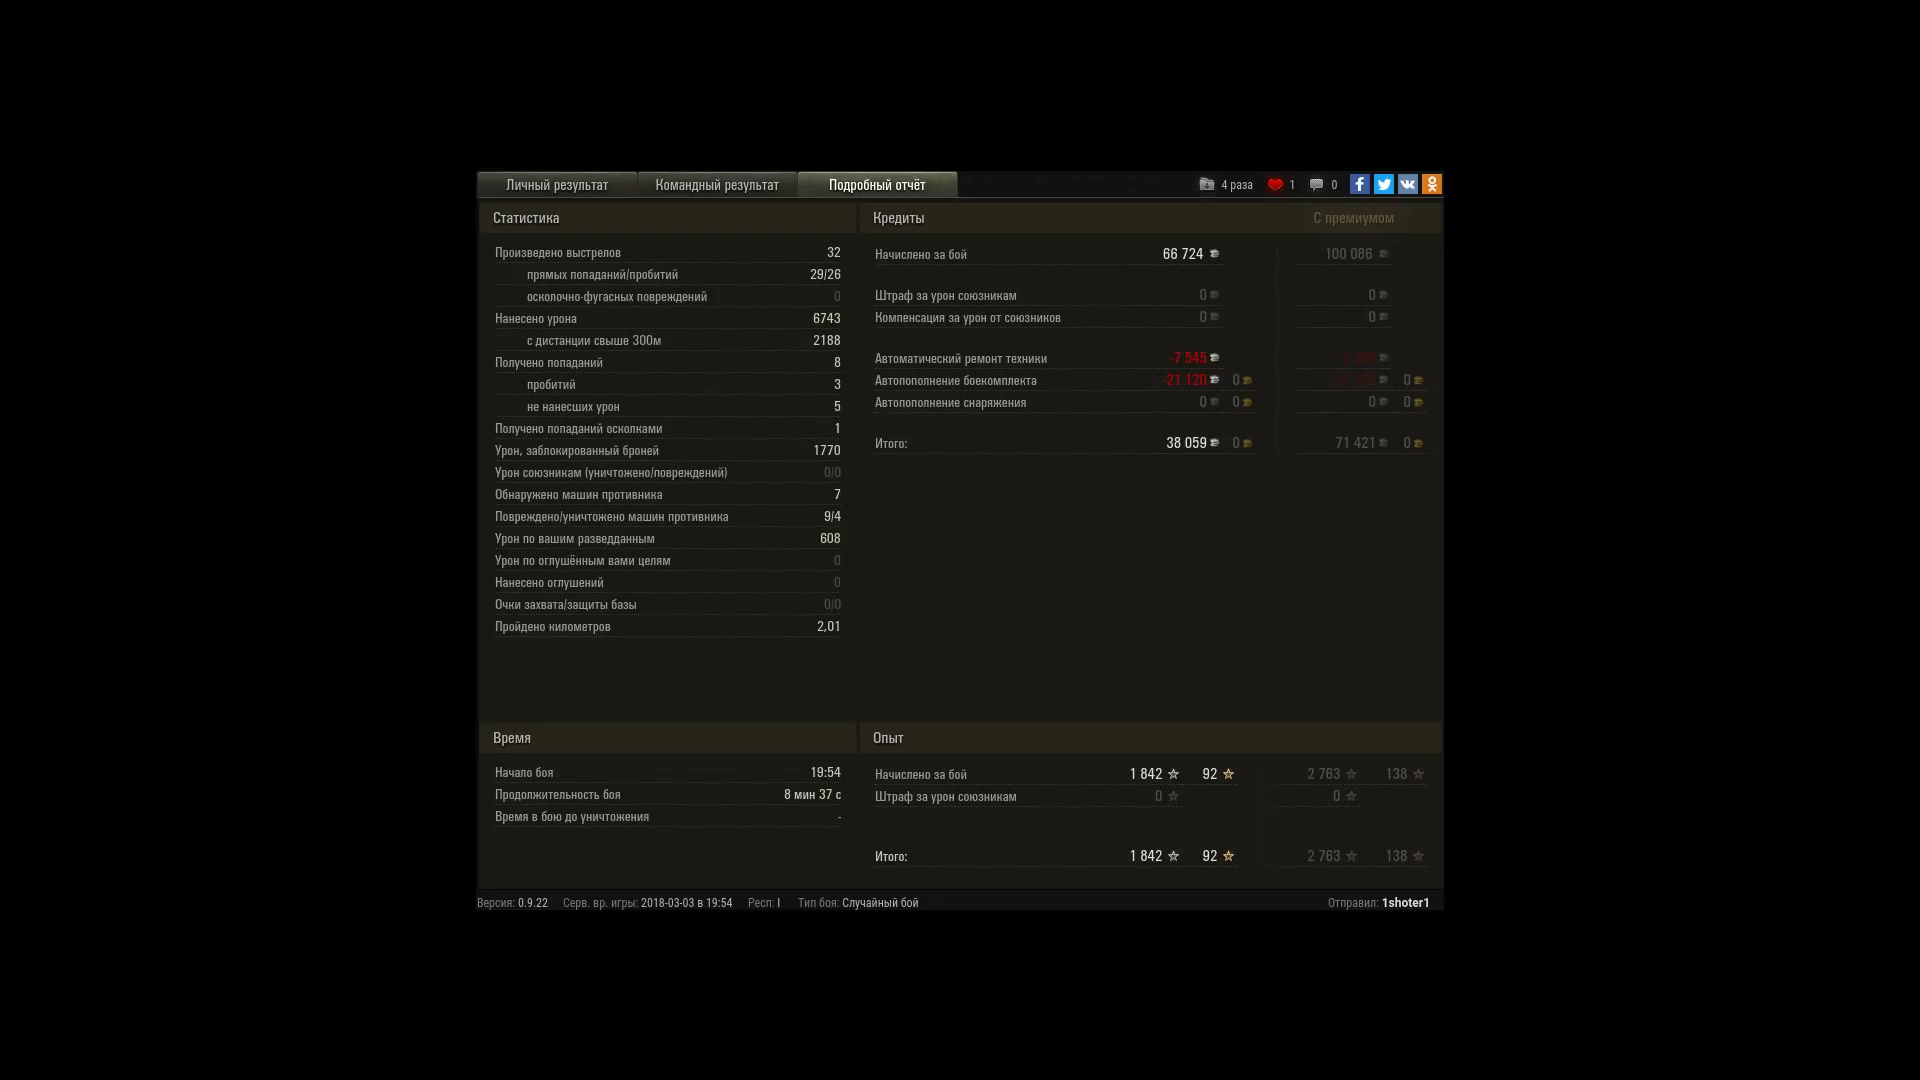 Личный результат Командный результат Подробный отчёт 4 раза 1 0
Статистика
Произведено выстрелов 32
прямых попаданий/пробитий 29/26
осколочно-фугасных повреждений 0
Нанесено урона 6743
с дистанции свыше 300м 2188
Получено попаданий 8
пробитий 3
не нанесших урон 5
Получено попаданий осколками 1
Урон, заблокированный броней 1770
Урон союзникам (уничтожено/повреждений) 0/0
Обнаружено машин противника 7
Повреждено/уничтожено машин противника 9/4
Урон по вашим разведданным 608
Урон по оглушённым вами целям 0
Нанесено оглушений 0
Очки захвата/защиты базы 0/0
Пройдено километров 2,01
Кредиты С премиумом
Начислено за бой 66 724 100 086
Штраф за урон союзникам 0 0
Компенсация за урон от союзников 0 0
Автоматический ремонт техники -7 545
Автопополнение боекомплекта -21 120 0 0
Автопополнение снаряжения 0 0 0 0
Итого: 38 059 0 71 421 0
Время
Начало боя 19:54
Продолжительность боя 8 мин 37 с
Время в бою до уничтожения -
Опыт
Начислено за бой 1 842 92 2 763 138
Штраф за урон союзникам 0 0
Итого: 1 842 92 2 763 138
Версия: 0.9.22 Серв. вр. игры: 2018-03-03 в 19:54 Респ: I Тип боя: Случайный бой Отправил: 1shoter1